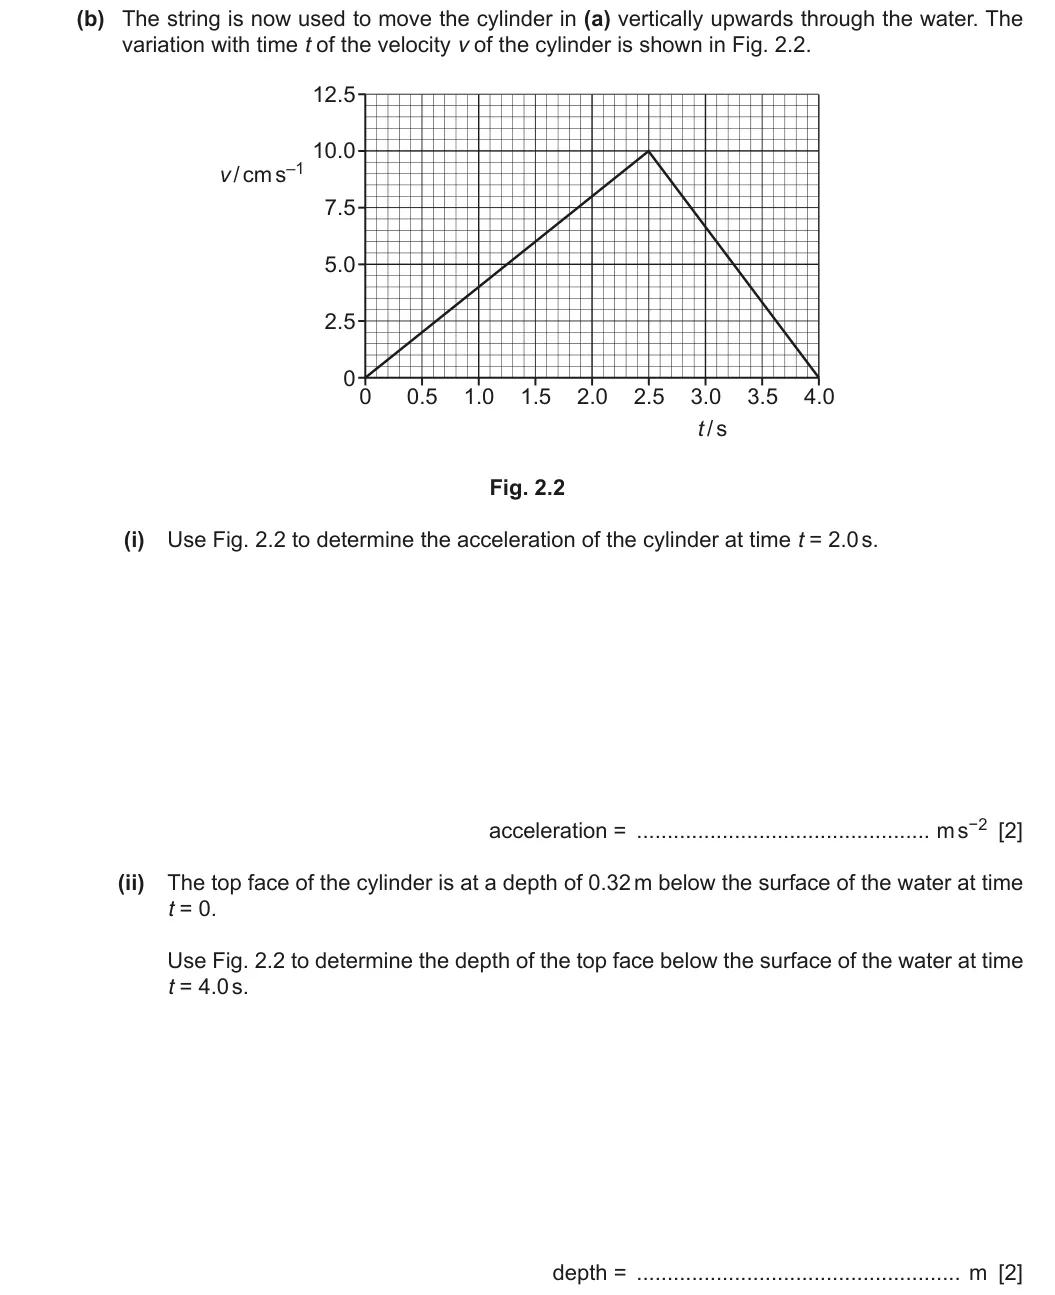 (b) The string is now used to move the cylinder in (a) vertically upwards through the water. The
variation with time t of the velocity v of the cylinder is shown in Fig. 2.2.
12.5
10.0
v / cm s⁻¹
7.5
5.0
2.5
0
0 0.5 1.0 1.5 2.0 2.5 3.0 3.5 4.0
t / s
Fig. 2.2
(i) Use Fig. 2.2 to determine the acceleration of the cylinder at time t = 2.0 s.
acceleration = ................................................ m s⁻² [2]
(ii) The top face of the cylinder is at a depth of 0.32 m below the surface of the water at time
t = 0.
Use Fig. 2.2 to determine the depth of the top face below the surface of the water at time
t = 4.0 s.
depth = ..................................................... m [2]